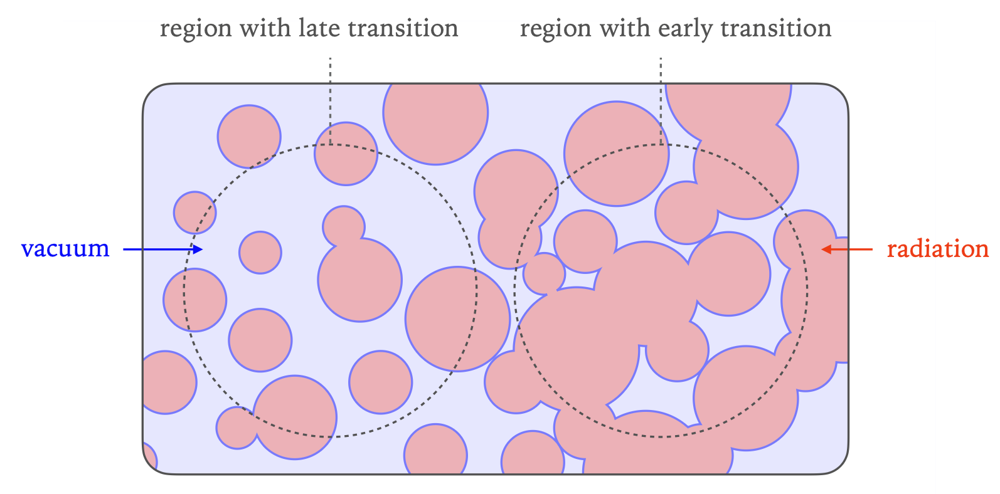 region with late transition
region with early transition
vacuum
radiation